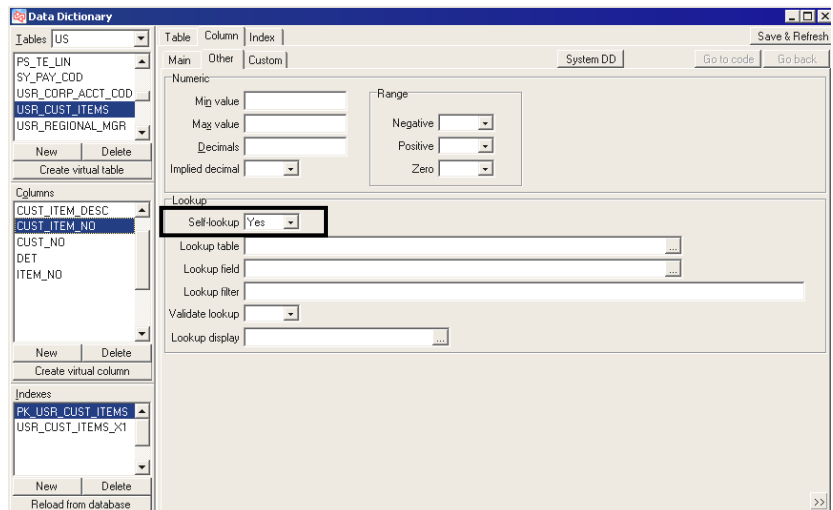 Data Dictionary
Tables US
PS_TE_LIN
SY_PAY_COD
USR_CORP_ACCT_COD
USR_CUST_ITEMS
USR_REGIONAL_MGR
New Delete
Create virtual table
Columns
CUST_ITEM_DESC
CUST_ITEM_NO
CUST_NO
DET
ITEM_NO
New Delete
Create virtual column
Indexes
PK_USR_CUST_ITEMS
USR_CUST_ITEMS_X1
New Delete
Reload from database
Table Column Index Save & Refresh
Main Other Custom System DD Go to code Go back
Numeric
Min value
Max value
Decimals
Implied decimal
Range
Negative
Positive
Zero
Lookup
Self-lookup Yes
Lookup table ...
Lookup field ...
Lookup filter
Validate lookup
Lookup display ...
>>